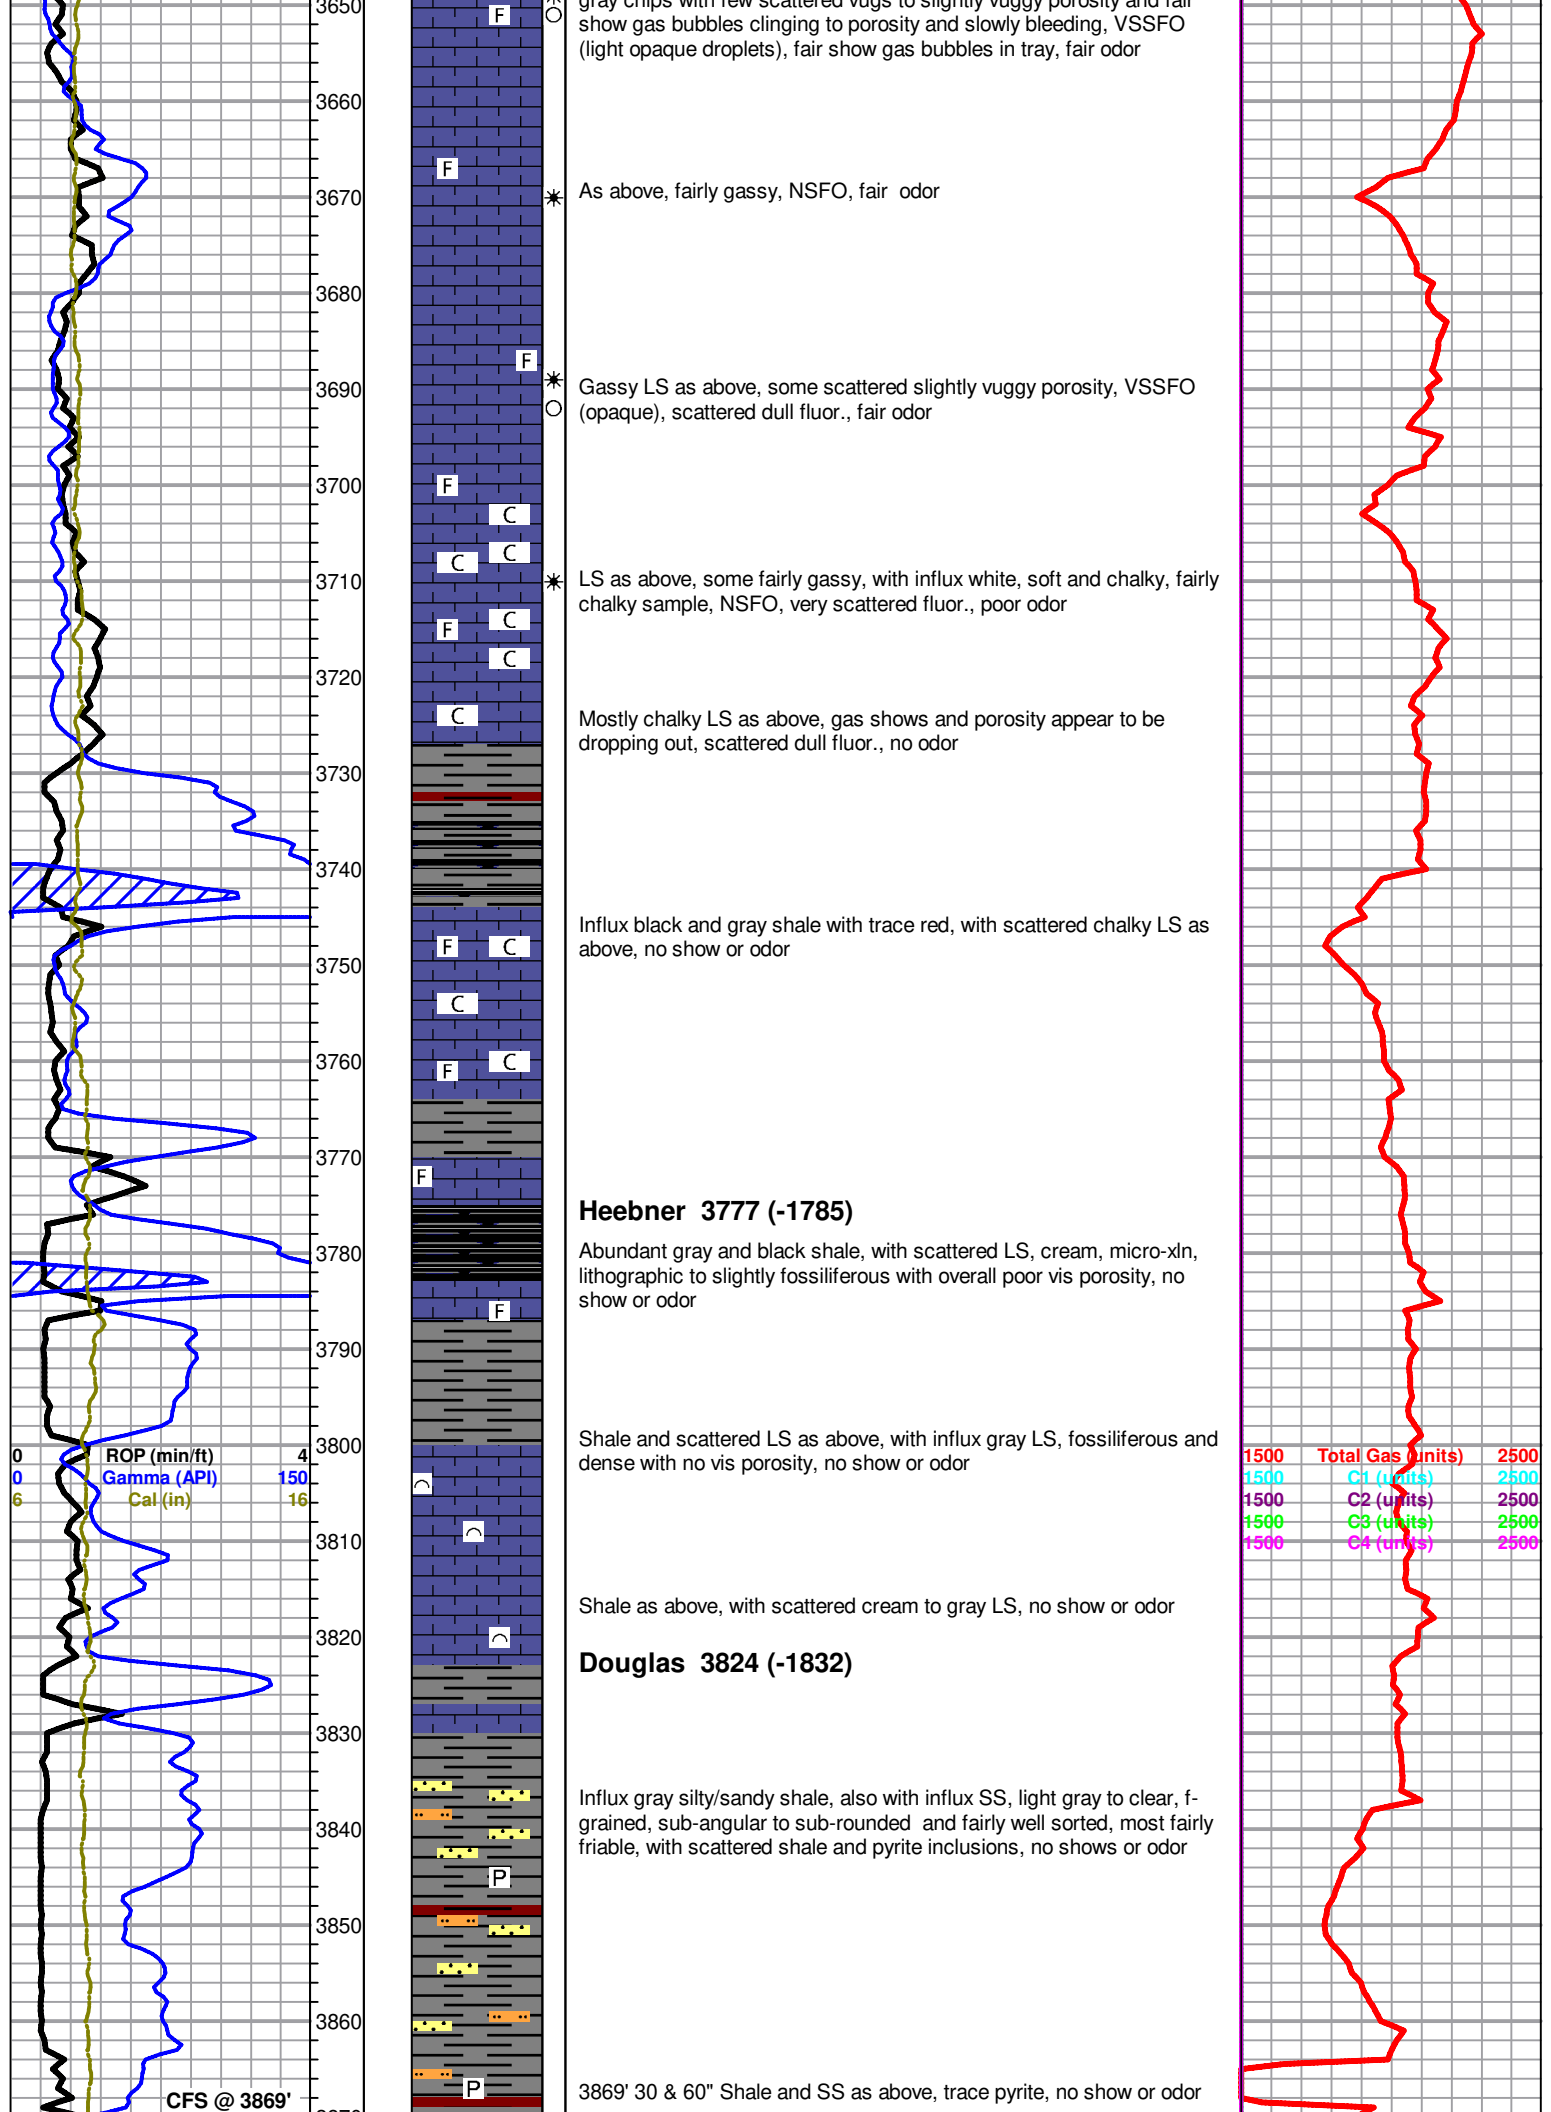 gray chips with few scattered vugs to slightly vuggy porosity and fair
show gas bubbles clinging to porosity and slowly bleeding, VSSFO
(light opaque droplets), fair show gas bubbles in tray, fair odor
3650
F
3660
F
3670
As above, fairly gassy, NSFO, fair odor
3680
F
3690
Gassy LS as above, some scattered slightly vuggy porosity, VSSFO
(opaque), scattered dull fluor., fair odor
3700
F
C
C
C
3710
LS as above, some fairly gassy, with influx white, soft and chalky, fairly
chalky sample, NSFO, very scattered fluor., poor odor
C
F
C
3720
C
Mostly chalky LS as above, gas shows and porosity appear to be
dropping out, scattered dull fluor., no odor
3730
3740
Influx black and gray shale with trace red, with scattered chalky LS as
above, no show or odor
F C
3750
C
3760
C
F
3770
F
Heebner 3777 (-1785)
3780
Abundant gray and black shale, with scattered LS, cream, micro-xln,
lithographic to slightly fossiliferous with overall poor vis porosity, no
show or odor
F
3790
3800
Shale and scattered LS as above, with influx gray LS, fossiliferous and
dense with no vis porosity, no show or odor
0 ROP (min/ft) 4
0 Gamma (API) 150
6 Cal (in) 16
1500 Total Gas (units) 2500
1500 C1 (units) 2500
1500 C2 (units) 2500
1500 C3 (units) 2500
1500 C4 (units) 2500
3810
Shale as above, with scattered cream to gray LS, no show or odor
3820
Douglas 3824 (-1832)
3830
Influx gray silty/sandy shale, also with influx SS, light gray to clear, f-
grained, sub-angular to sub-rounded and fairly well sorted, most fairly
friable, with scattered shale and pyrite inclusions, no shows or odor
3840
P
3850
3860
P
3869' 30 & 60" Shale and SS as above, trace pyrite, no show or odor
CFS @ 3869'
3870